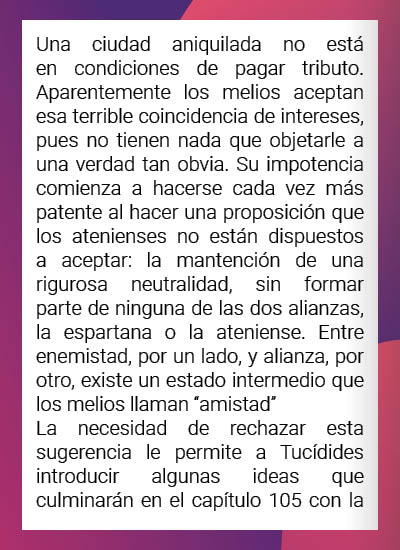 Una ciudad aniquilada no está
en condiciones de pagar tributo.
Aparentemente los melios aceptan
esa terrible coincidencia de intereses,
pues no tienen nada que objetarle a
una verdad tan obvia. Su impotencia
comienza a hacerse cada vez más
patente al hacer una proposición que
los atenienses no están dispuestos
a aceptar: la mantención de una
rigurosa neutralidad, sin formar
parte de ninguna de las dos alianzas,
la espartana o la ateniense. Entre
enemistad, por un lado, y alianza, por
otro, existe un estado intermedio que
los melios llaman “amistad”
La necesidad de rechazar esta
sugerencia le permite a Tucídides
introducir algunas ideas que
culminarán en el capítulo 105 con la